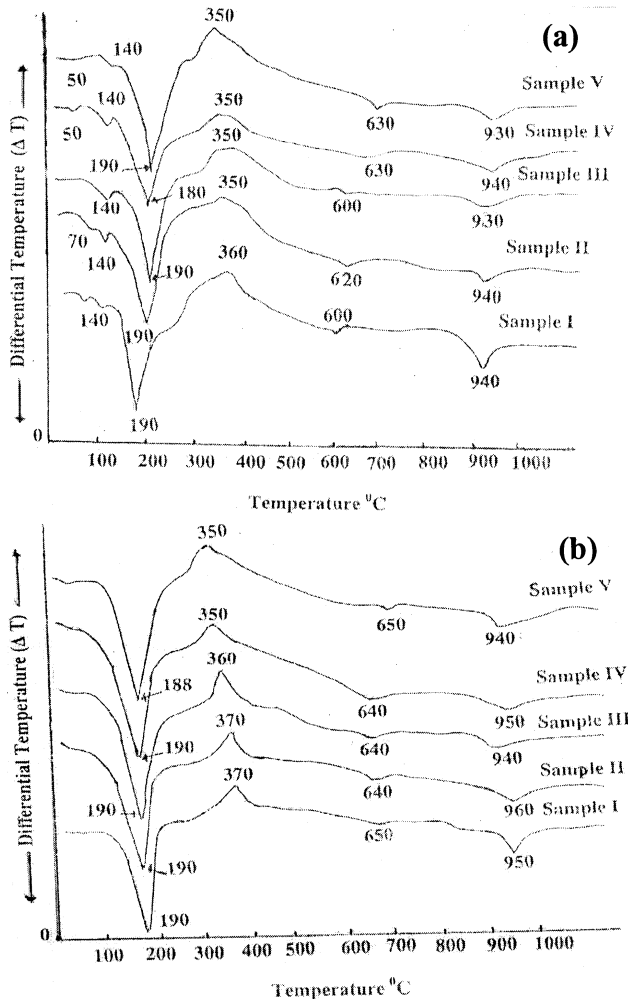 350
(a)
140
Sample V
50
140
350
630
930
Sample IV
50
190
350
630
940
Sample III
140
180
350
600
930
70
140
190
Sample II
360
620
940
190
600
Sample I
140
940
190
Differential Temperature (Δ T)
0
100 200 300 400 500 600 700 800 900 1000
Temperature ⁰C
350
(b)
Sample V
350
650
940
188
360
Sample IV
640
950
Sample III
190
370
640
940
Sample II
190
370
640
960
Sample I
190
650
950
190
Differential Temperature (Δ T)
0
100 200 300 400 500 600 700 800 900 1000
Temperature ⁰C